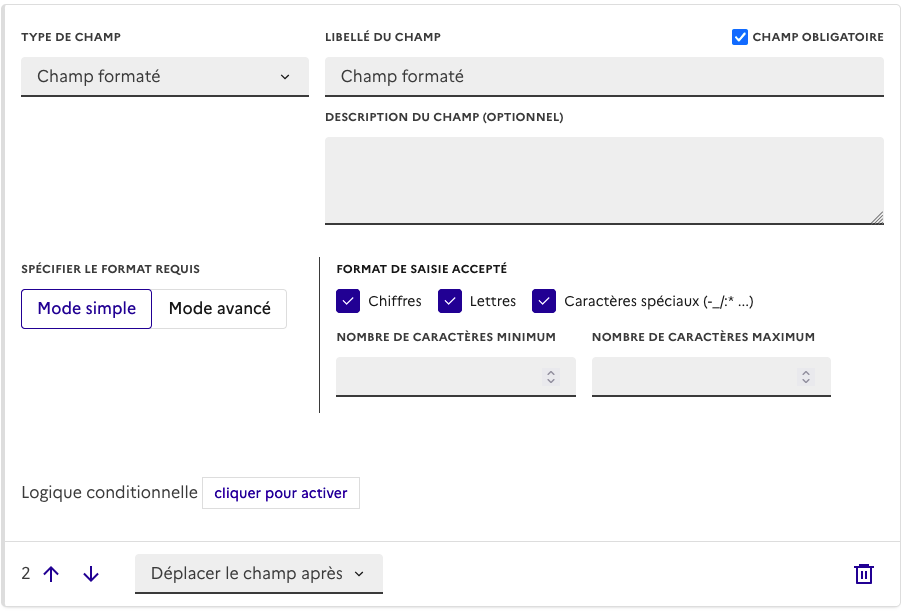 TYPE DE CHAMP
LIBELLÉ DU CHAMP
CHAMP OBLIGATOIRE
Champ formaté
Champ formaté
DESCRIPTION DU CHAMP (OPTIONNEL)
SPÉCIFIER LE FORMAT REQUIS
Mode simple
Mode avancé
FORMAT DE SAISIE ACCEPTÉ
Chiffres
Lettres
Caractères spéciaux (-_/:* ...)
NOMBRE DE CARACTÈRES MINIMUM
NOMBRE DE CARACTÈRES MAXIMUM
Logique conditionnelle
cliquer pour activer
2
Déplacer le champ après